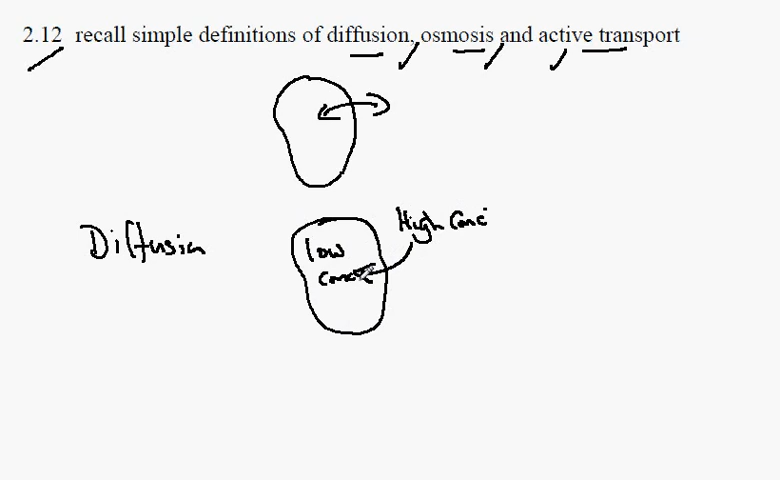 2.12 recall simple definitions of diffusion, osmosis and active transport
High Conc
Diffusion
low
conc